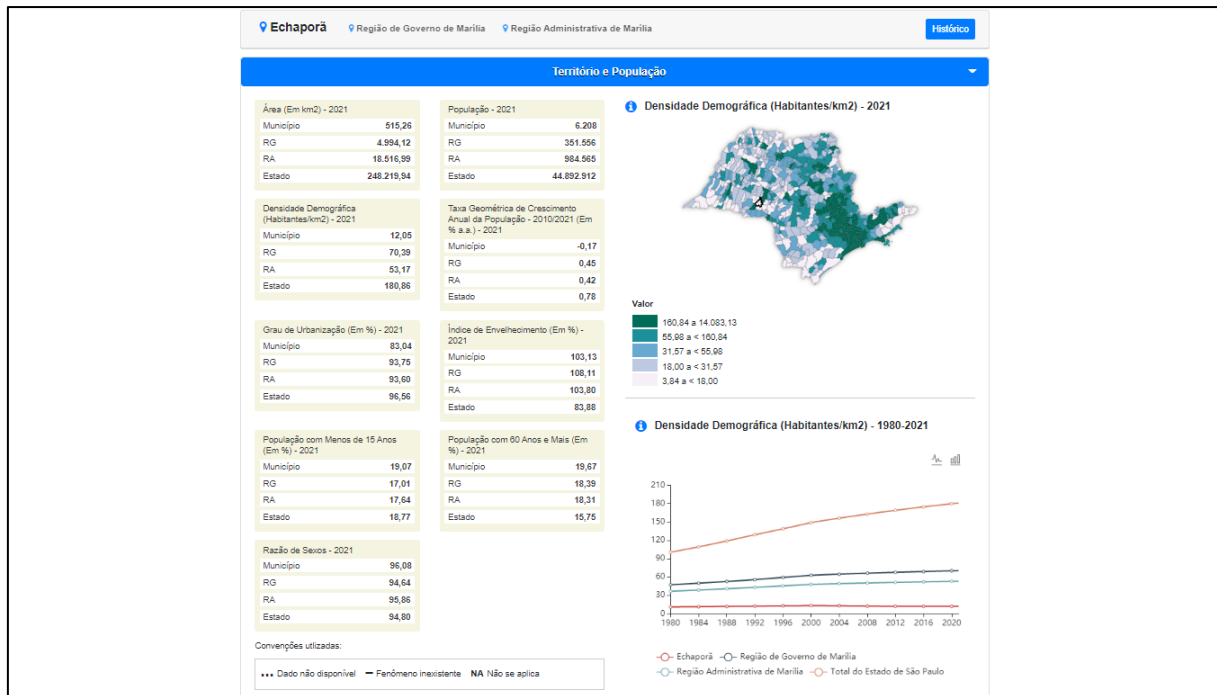 Echaporã Região de Governo de Marília Região Administrativa de Marília Histórico
Território e População
Área (Em km2) - 2021
Município 515,26
RG 4.994,12
RA 18.516,99
Estado 248.219,94
População - 2021
Município 6.208
RG 351.556
RA 984.565
Estado 44.892.912
Densidade Demográfica
(Habitantes/km2) - 2021
Município 12,05
RG 70,39
RA 53,17
Estado 180,86
Taxa Geométrica de Crescimento
Anual da População - 2010/2021 (Em
% a.a.) - 2021
Município -0,17
RG 0,45
RA 0,42
Estado 0,78
Grau de Urbanização (Em %) - 2021
Município 83,04
RG 93,75
RA 93,60
Estado 96,56
Índice de Envelhecimento (Em %) -
2021
Município 103,13
RG 108,11
RA 103,80
Estado 83,88
População com Menos de 15 Anos
(Em %) - 2021
Município 19,07
RG 17,01
RA 17,64
Estado 18,77
População com 60 Anos e Mais (Em
%) - 2021
Município 19,67
RG 18,39
RA 18,31
Estado 15,75
Razão de Sexos - 2021
Município 96,08
RG 94,64
RA 95,86
Estado 94,80
Convenções utlizadas:
... Dado não disponível — Fenômeno inexistente NA Não se aplica
Densidade Demográfica (Habitantes/km2) - 2021
Valor
160,84 a 14.083,13
55,98 a < 160,84
31,57 a < 55,98
18,00 a < 31,57
3,84 a < 18,00
Densidade Demográfica (Habitantes/km2) - 1980-2021
210
180
150
120
90
60
30
0
1980 1984 1988 1992 1996 2000 2004 2008 2012 2016 2020
Echaporã Região de Governo de Marília
Região Administrativa de Marília Total do Estado de São Paulo